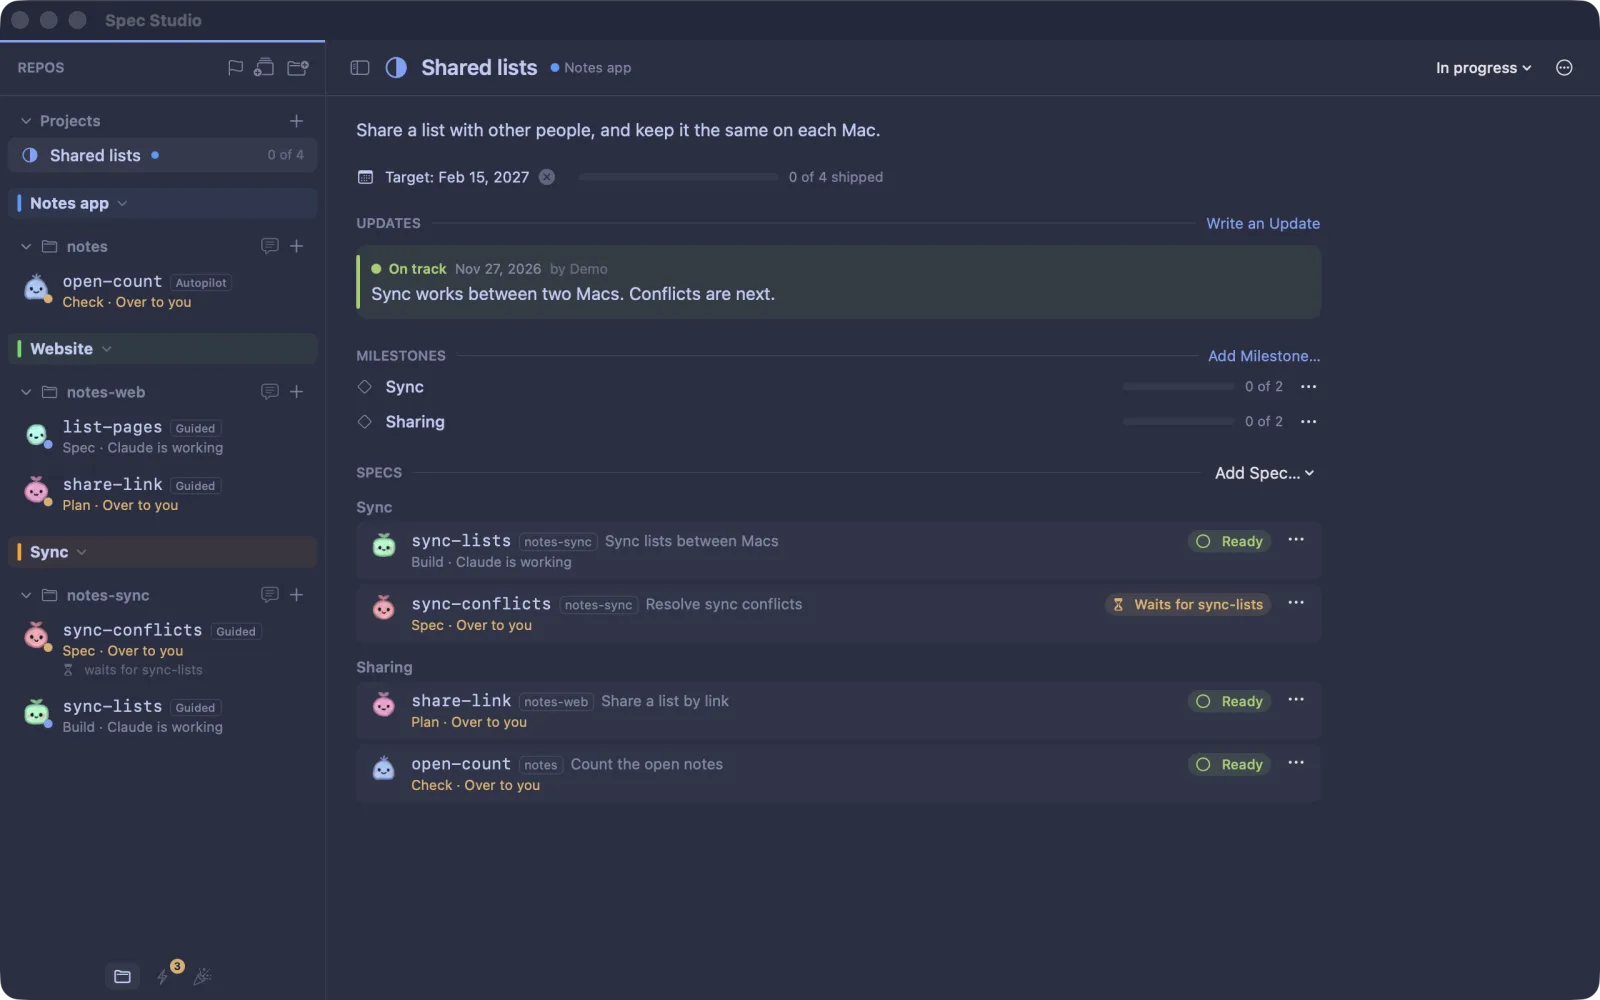 Spec Studio
REPOS
Projects
Shared lists
0 of 4
Notes app
notes
open-count Autopilot
Check · Over to you
Website
notes-web
list-pages Guided
Spec · Claude is working
share-link Guided
Plan · Over to you
Sync
notes-sync
sync-conflicts Guided
Spec · Over to you
waits for sync-lists
sync-lists Guided
Build · Claude is working
3
Shared lists
Notes app
In progress
Share a list with other people, and keep it the same on each Mac.
Target: Feb 15, 2027
0 of 4 shipped
UPDATES
Write an Update
On track Nov 27, 2026 by Demo
Sync works between two Macs. Conflicts are next.
MILESTONES
Add Milestone...
Sync
0 of 2
Sharing
0 of 2
SPECS
Add Spec...
Sync
sync-lists notes-sync Sync lists between Macs
Build · Claude is working
Ready
sync-conflicts notes-sync Resolve sync conflicts
Spec · Over to you
Waits for sync-lists
Sharing
share-link notes-web Share a list by link
Plan · Over to you
Ready
open-count notes Count the open notes
Check · Over to you
Ready